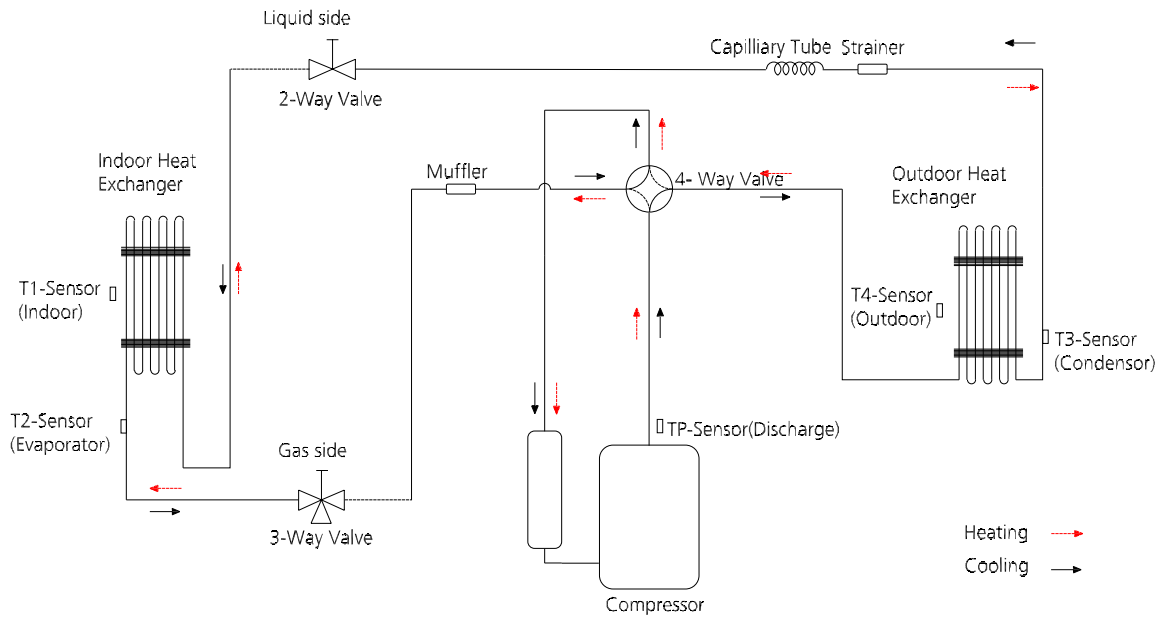 Liquid side
2-Way Valve
Capilliary Tube
Strainer
Indoor Heat
Exchanger
Muffler
4- Way Valve
Outdoor Heat
Exchanger
T1-Sensor
(Indoor)
T4-Sensor
(Outdoor)
T3-Sensor
(Condensor)
T2-Sensor
(Evaporator)
TP-Sensor(Discharge)
Gas side
3-Way Valve
Heating
Cooling
Compressor